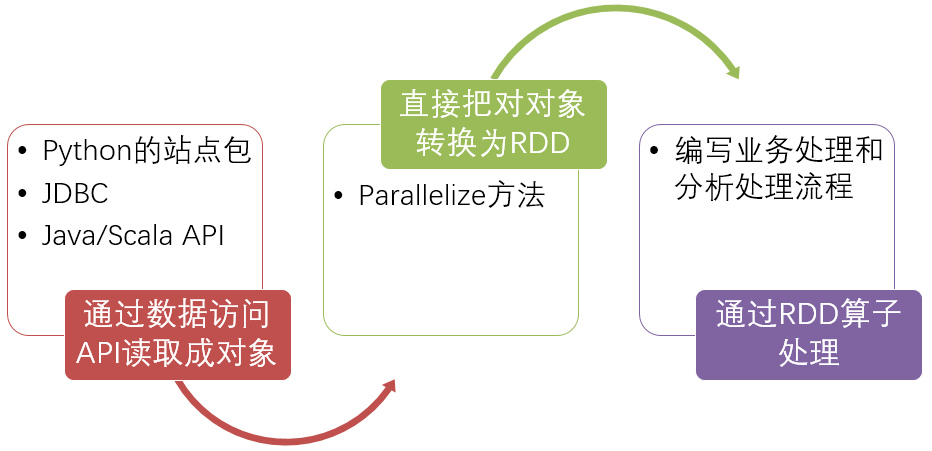 • Python的站点包
• JDBC
• Java/Scala API
通过数据访问
API读取成对象
直接把对对象
转换为RDD
• Parallelize方法
• 编写业务处理和
分析处理流程
通过RDD算子
处理